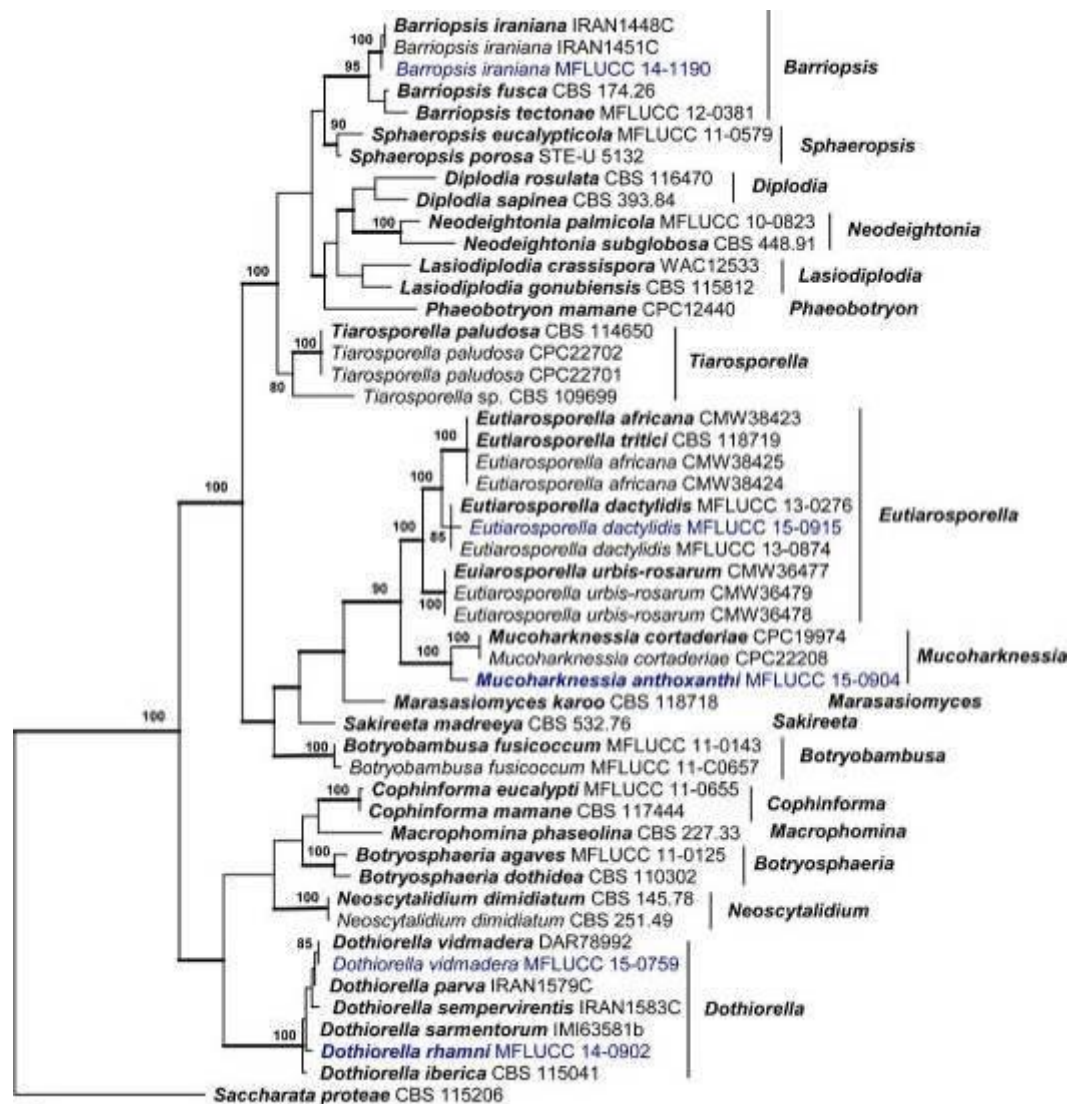 Barriopsis iraniana IRAN1448C
100
Barriopsis iraniana IRAN1451C
Barropsis iraniana MFLUCC 14-1190
Barriopsis
95
Barriopsis fusca CBS 174.26
Barriopsis tectonae MFLUCC 12-0381
90
Sphaeropsis eucalypticola MFLUCC 11-0579
Sphaeropsis
Sphaeropsis porosa STE-U 5132
Diplodia rosulata CBS 116470
Diplodia
Diplodia sapinea CBS 393.84
Neodeightonia palmicola MFLUCC 10-0823
100
Neodeightonia
Neodeightonia subglobosa CBS 448.91
Lasiodiplodia crassispora WAC12533
100
Lasiodiplodia
Lasiodiplodia gonubiensis CBS 115812
Phaeobotryon mamane CPC12440
Phaeobotryon
Tiarosporella paludosa CBS 114650
100
Tiarosporella paludosa CPC22702
Tiarosporella
Tiarosporella paludosa CPC22701
80
Tiarosporella sp. CBS 109699
Eutiarosporella africana CMW38423
100
Eutiarosporella tritici CBS 118719
Eutiarosporella africana CMW38425
Eutiarosporella africana CMW38424
100
100
Eutiarosporella dactylidis MFLUCC 13-0276
Eutiarosporella
Eutiarosporella dactylidis MFLUCC 15-0915
100
85
Eutiarosporella dactylidis MFLUCC 13-0874
Euiarosporella urbis-rosarum CMW36477
90
Eutiarosporella urbis-rosarum CMW36479
100
Eutiarosporella urbis-rosarum CMW36478
Mucoharknessia cortaderiae CPC19974
100
Mucoharknessia cortaderiae CPC22208
Mucoharknessia
100
Mucoharknessia anthoxanthi MFLUCC 15-0904
Marasasiomyces karoo CBS 118718
Marasasiomyces
Sakireeta madreeya CBS 532.76
Sakireeta
100
Botryobambusa fusicoccum MFLUCC 11-0143
100
Botryobambusa
Botryobambusa fusicoccum MFLUCC 11-C0657
Cophinforma eucalypti MFLUCC 11-0655
100
Cophinforma
Cophinforma mamane CBS 117444
Macrophomina phaseolina CBS 227.33
Macrophomina
Botryosphaeria agaves MFLUCC 11-0125
100
Botryosphaeria
Botryosphaeria dothidea CBS 110302
Neoscytalidium dimidiatum CBS 145.78
100
Neoscytalidium
Neoscytalidium dimidiatum CBS 251.49
Dothiorella vidmadera DAR78992
85
Dothiorella vidmadera MFLUCC 15-0759
Dothiorella parva IRAN1579C
Dothiorella sempervirentis IRAN1583C
Dothiorella
Dothiorella sarmentorum IMI63581b
100
Dothiorella rhamni MFLUCC 14-0902
Dothiorella iberica CBS 115041
Saccharata proteae CBS 115206